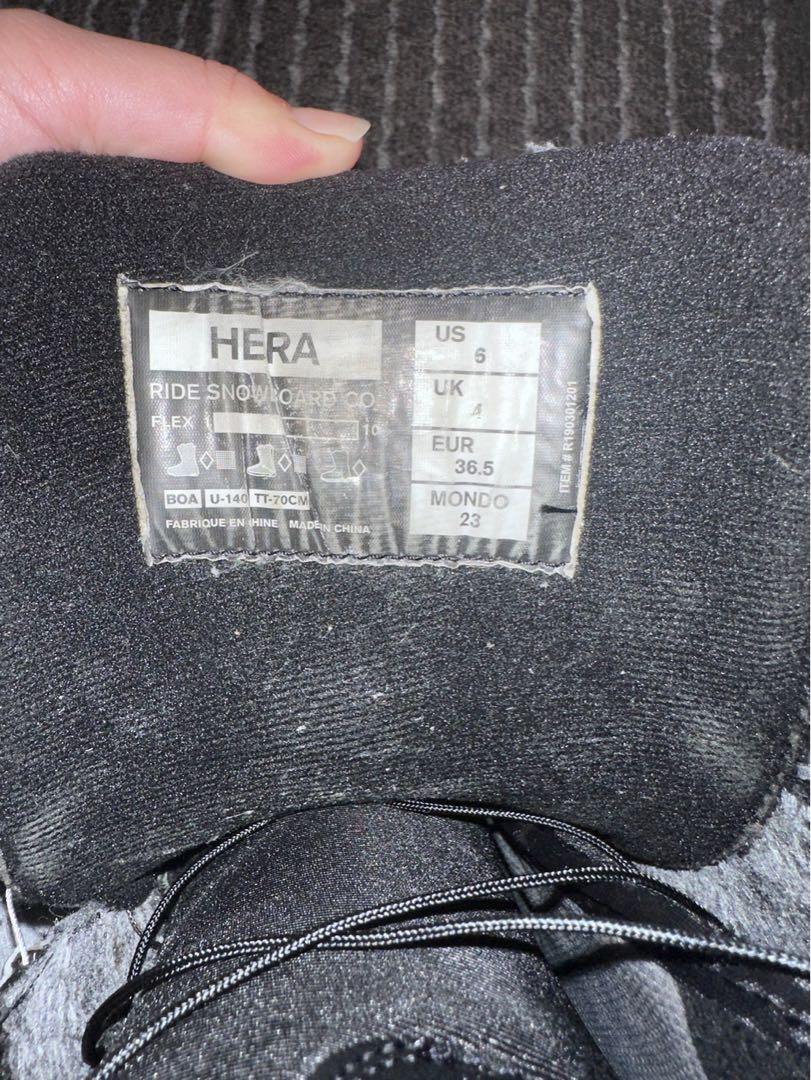 HERA
RIDE SNOWBOARD CO
FLEX 1 10
BOA U-140 TT-70CM
FABRIQUE EN CHINE MADE IN CHINA
US
6
UK
4
EUR
36.5
MONDO
23
ITEM # R190301201